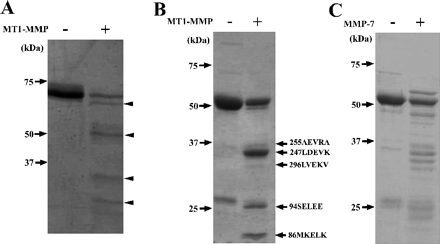 A
MT1-MMP - +
(kDa)
75
50
37
B
MT1-MMP - +
(kDa)
75
50
37
25
255AEVRA
247LDEVK
296LVEKV
94SELEE
86MKELK
C
MMP-7 - +
(kDa)
75
50
37
25